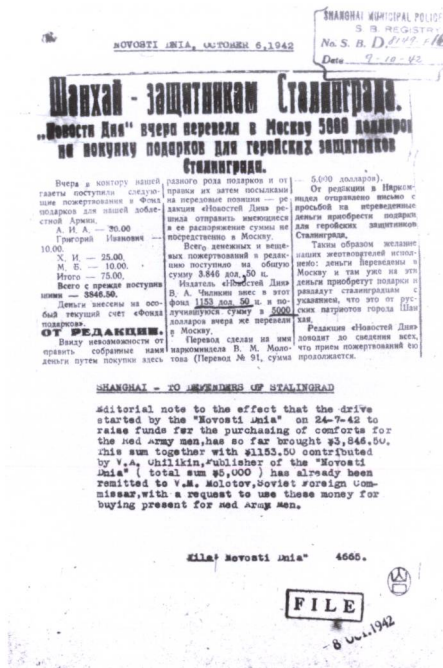 SHANGHAI MUNICIPAL POLICE
S. B. REGISTRY
No. S. B. D.
Date 9-10-42
NOVOSTI DNIA, OCTOBER 6,1942
Шанхай - защитникам Сталинграда.
„Новости Дня" вчера перевели в Москву 5000 долларов
на покупку подарков для геройских защитников
Сталинграда.
Вчера в контору нашей
газеты поступили следую-
щие пожертвования в Фонд
подарков для нашей добле-
стной Армии.
А. И. А. — 30.00
Григорий Иванович —
10.00.
Х. И. — 25.00.
М. Б. — 10.00.
Итого — 75.00.
Всего с прежде поступив
шими — 3846.50.
Деньги внесены на осо-
бый текущий счет «Фонда
подарков».
ОТ РЕДАКЦИИ.
Ввиду невозможности от
править собранные нами
деньги путем покупки здесь
разного рода подарков и от
правки их затем посылками
на передовые позиции — ре
дакция «Новостей Дня» ре
шила отправить имеющиеся
в ее распоряжении суммы не
посредственно в Москву.
Всего денежных и веще-
вых пожертвований в редак-
цию поступило на общую
сумму 3.846 дол. 50 ц.
Издатель «Новостей Дня»
В. А. Чиликин внес в этот
фонд 1153 дол. 50 ц. и по-
лучившуюся сумму в 5000
долларов вчера же перевели
в Москву.
Перевод сделан на имя
наркоминдела В. М. Моло-
това (Перевод № 91, сумма
— 5.000 долларов).
От редакции в Нарком-
индел отправлено письмо с
просьбой на переведенные
деньги приобрести подарки
для геройских защитников
Сталинграда.
Таким образом желание
наших жертвователей испол-
нено: деньги переведены в
Москву и там уже на эти
деньги приобретут подарки и
раздадут сталинградцам с
указанием, что это от рус-
ских патриотов города Шан
хая.
Редакция «Новостей Дня»
доводят до сведения всех,
что прием пожертвований ею
продолжается.
SHANGHAI - TO DEFENDERS OF STALINGRAD
Editorial note to the effect that the drive
started by the "Novosti Dnia" on 24-7-42 to
raise funds for the purchasing of comforts for
the Red Army men,has so far brought $3,846.50.
This sum together with $1153.50 contributed
by V.A. Chilikin,Publisher of the "Novosti
Dnia" ( total sum $5,000 ) has already been
remitted to V.M. Molotov,Soviet Foreign Com-
missar,with a request to use these money for
buying present for Red Army Men.
File: Novosti Dnia" 4665.
囚
FILE
8 OCT.1942